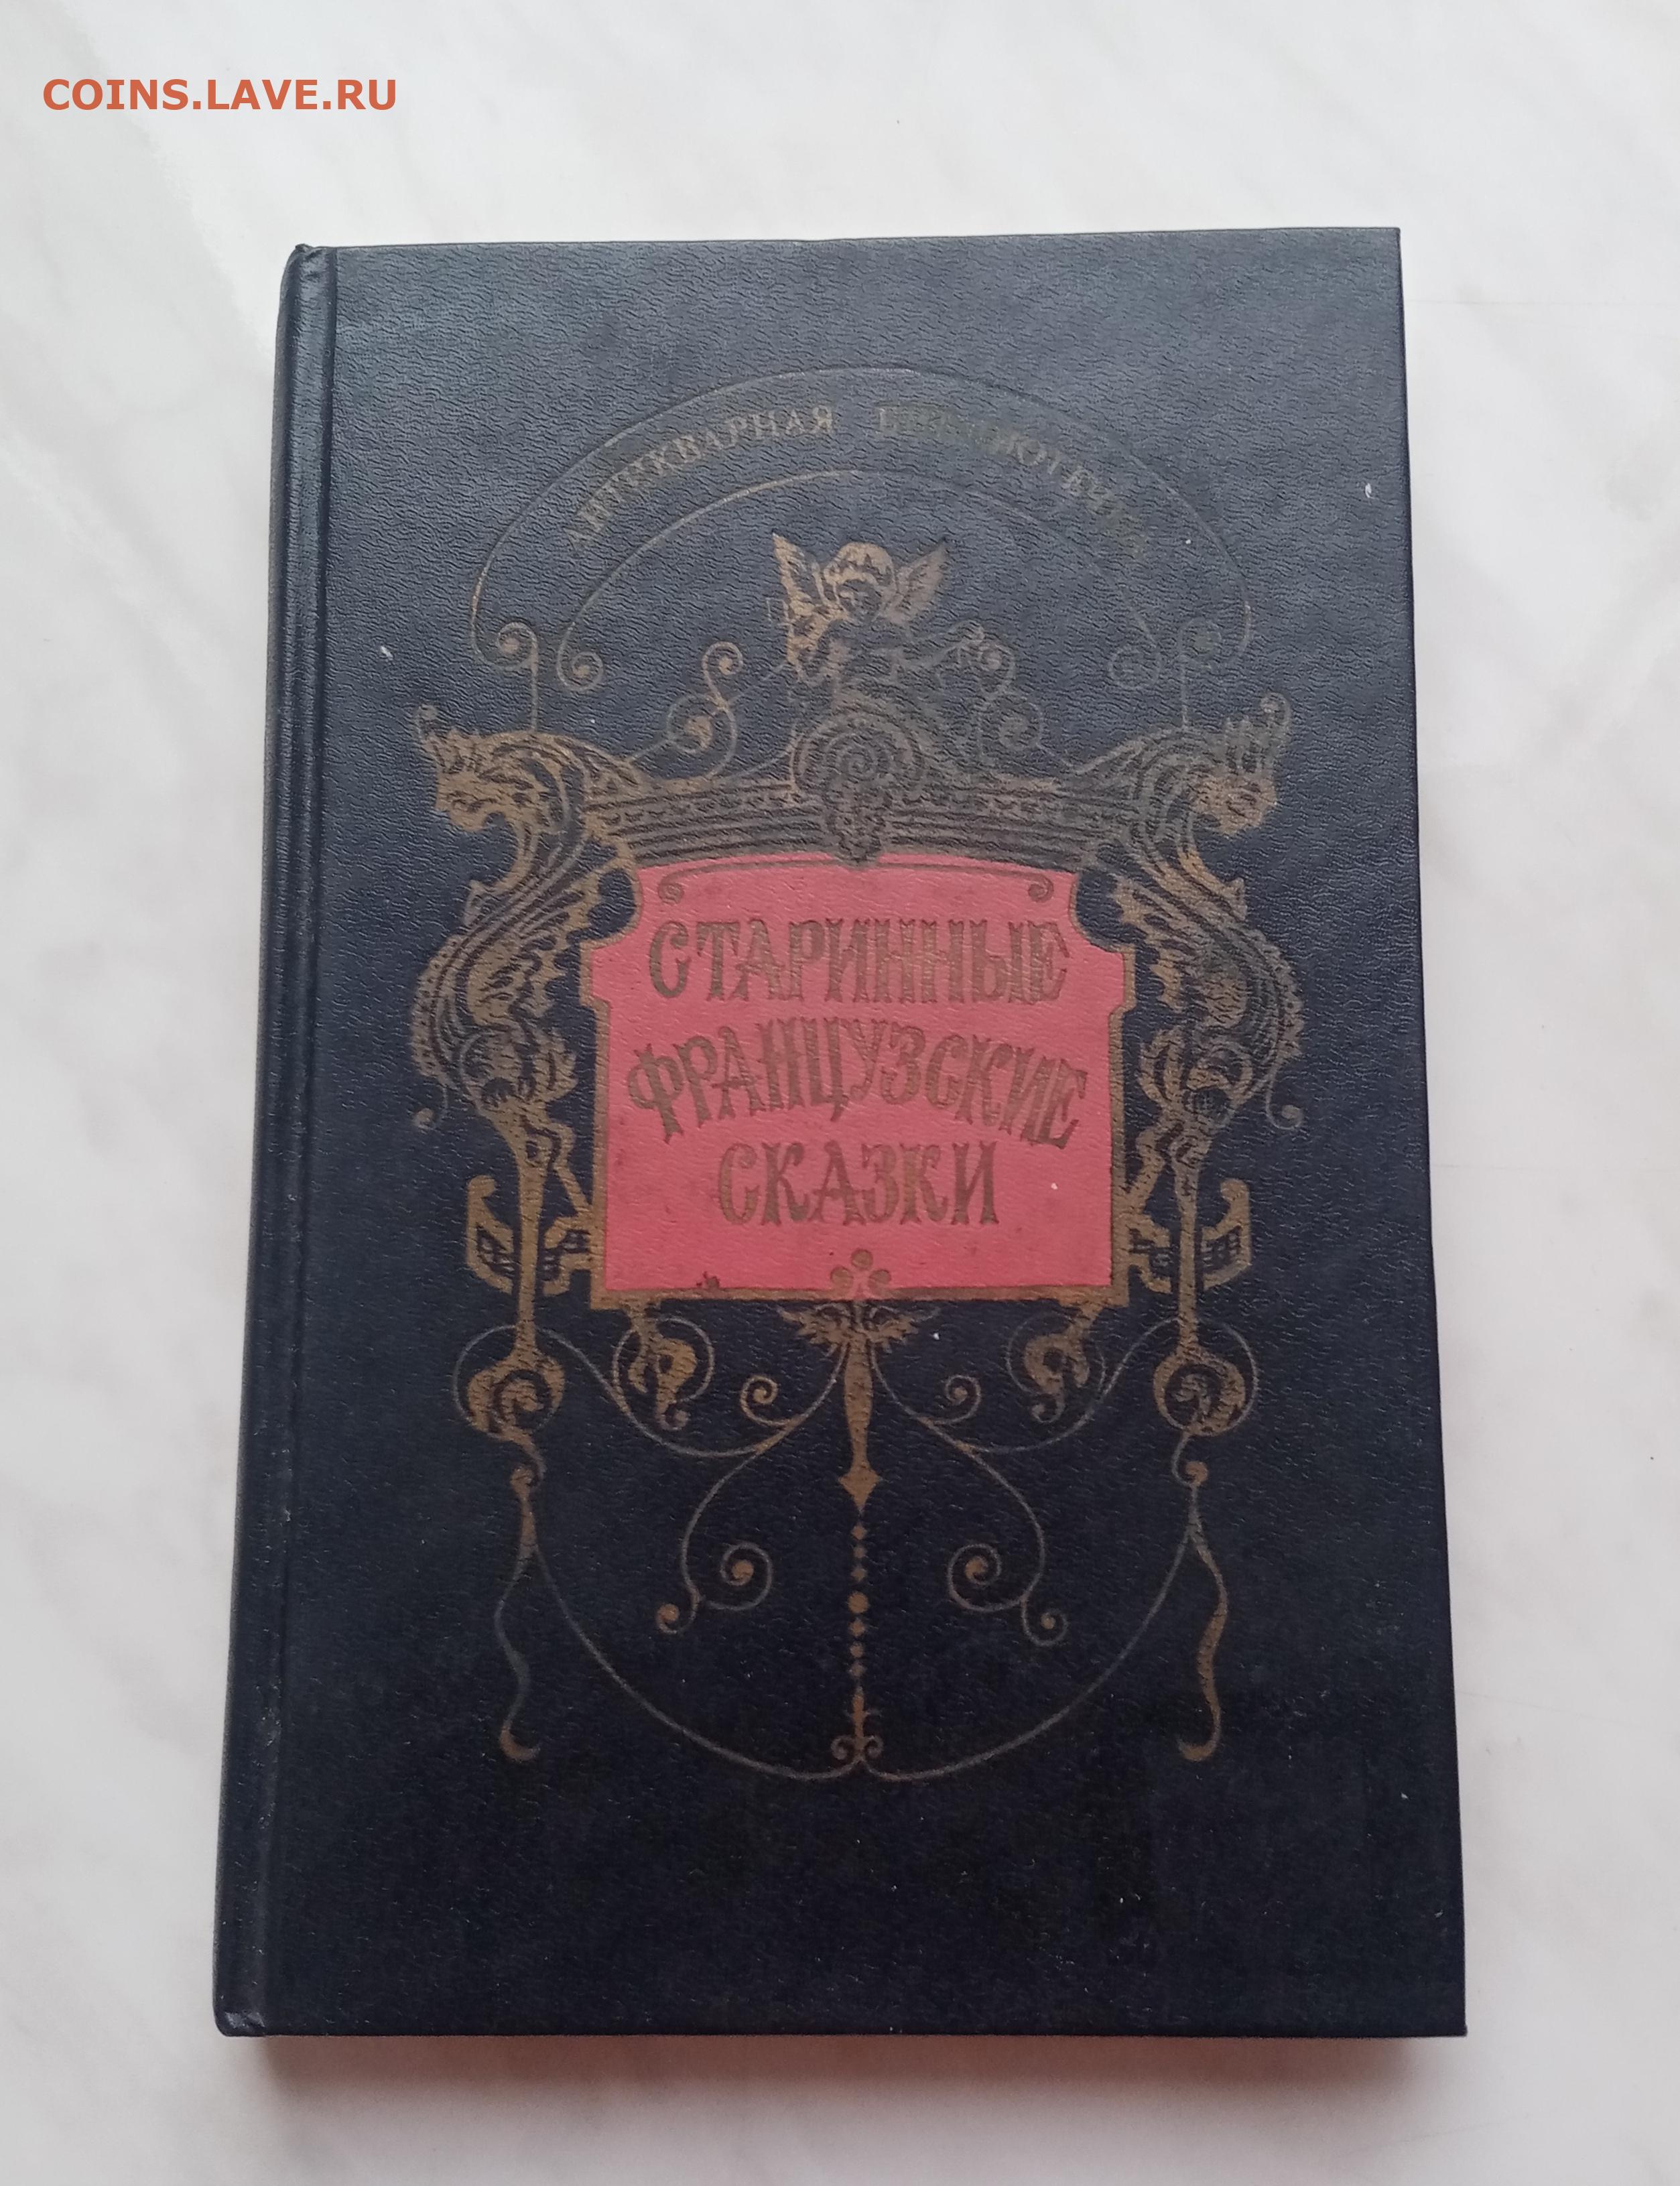 COINS.LAVE.RU
АНТИКВАРНАЯ БИБЛИОТЕЧКА
СТАРИННЫЕ
ФРАНЦУЗСКИЕ
СКАЗКИ